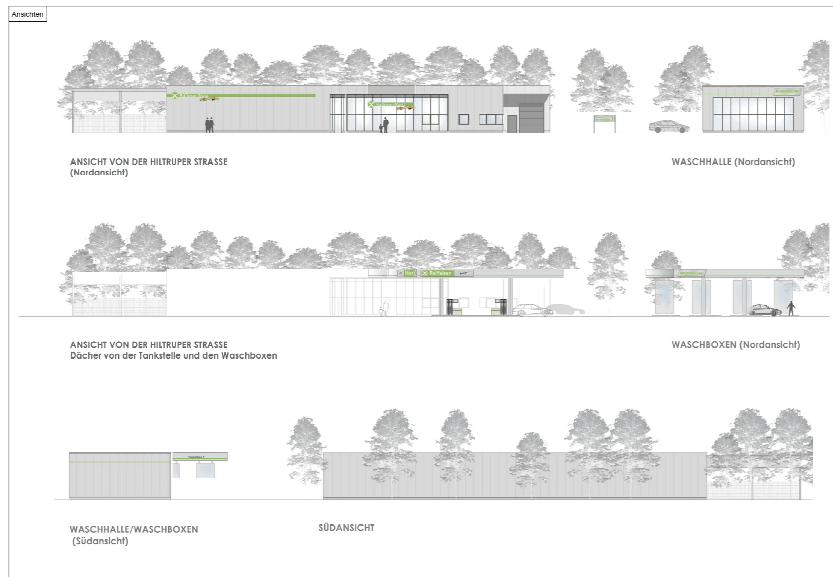 Ansichten
ANSICHT VON DER HILTRUPER STRASSE
(Nordansicht)
WASCHHALLE (Nordansicht)
Raiffeisen
ANSICHT VON DER HILTRUPER STRASSE
Dächer von der Tankstelle und den Waschboxen
WASCHBOXEN (Nordansicht)
WASCHHALLE/WASCHBOXEN
(Südansicht)
SÜDANSICHT